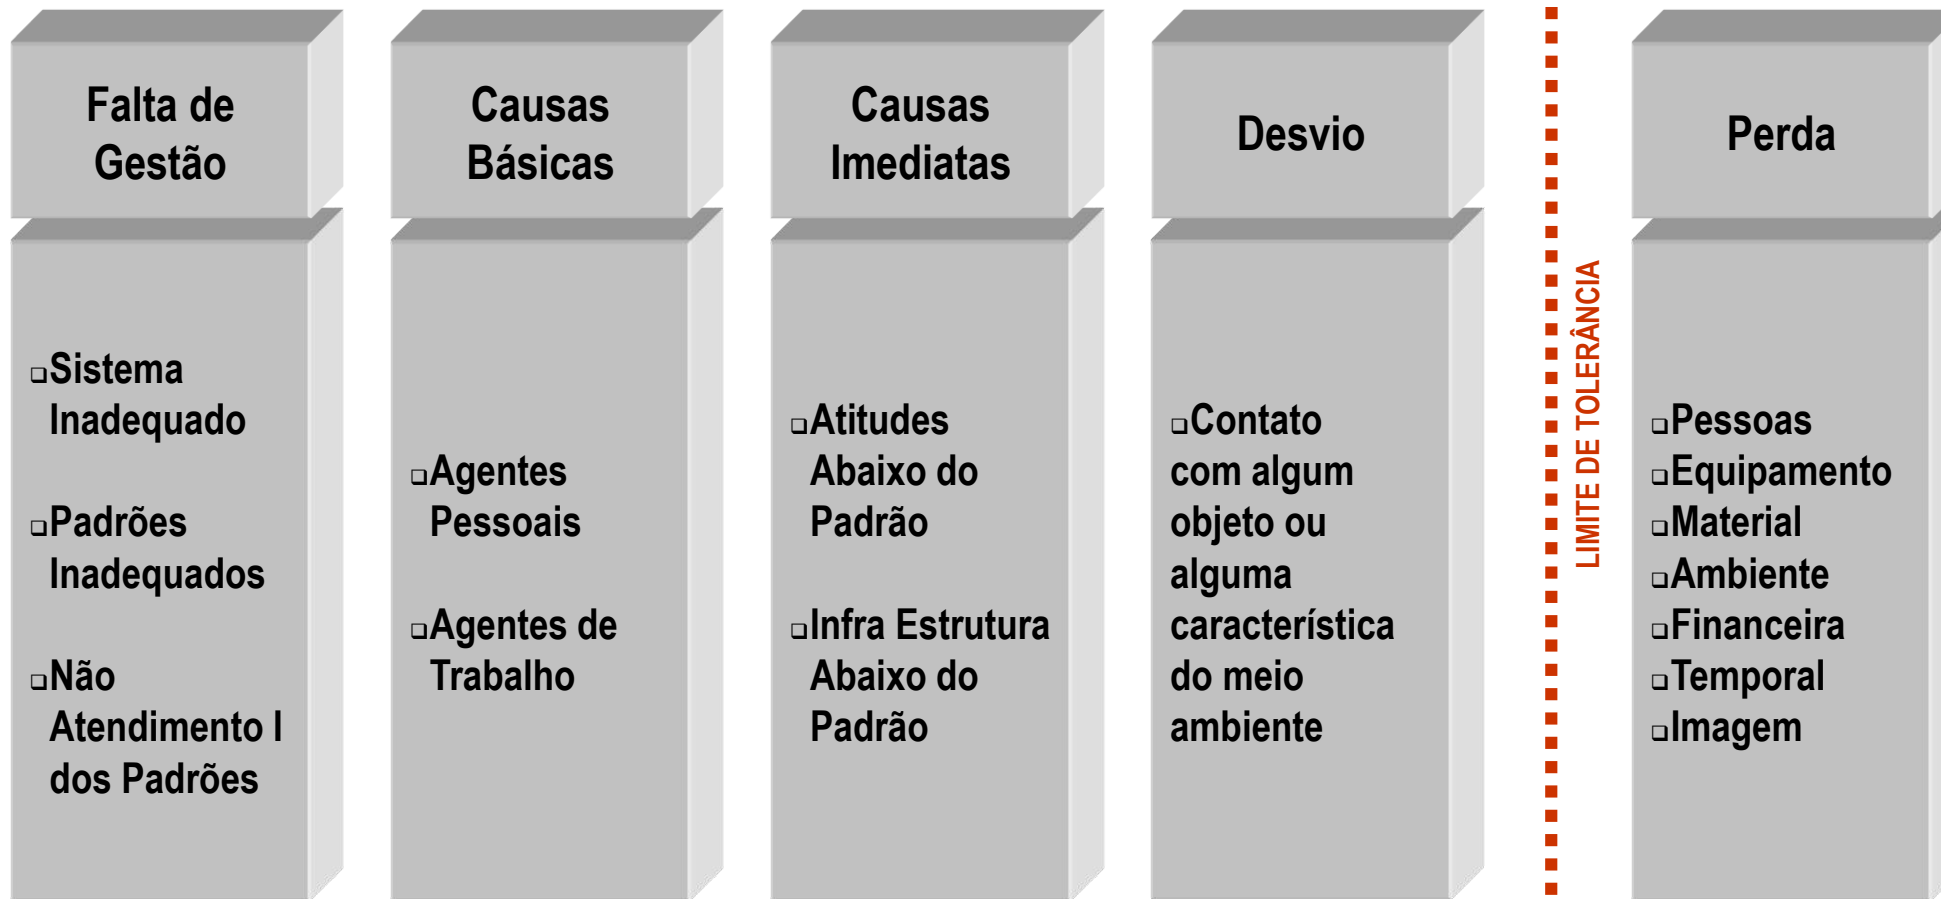 Falta de
Gestão
❑Sistema
Inadequado
❑Padrões
Inadequados
❑Não
Atendimento l
dos Padrões
Causas
Básicas
❑Agentes
Pessoais
❑Agentes de
Trabalho
Causas
Imediatas
❑Atitudes
Abaixo do
Padrão
❑Infra Estrutura
Abaixo do
Padrão
Desvio
❑Contato
com algum
objeto ou
alguma
característica
do meio
ambiente
LIMITE DE TOLERÂNCIA
Perda
❑Pessoas
❑Equipamento
❑Material
❑Ambiente
❑Financeira
❑Temporal
❑Imagem